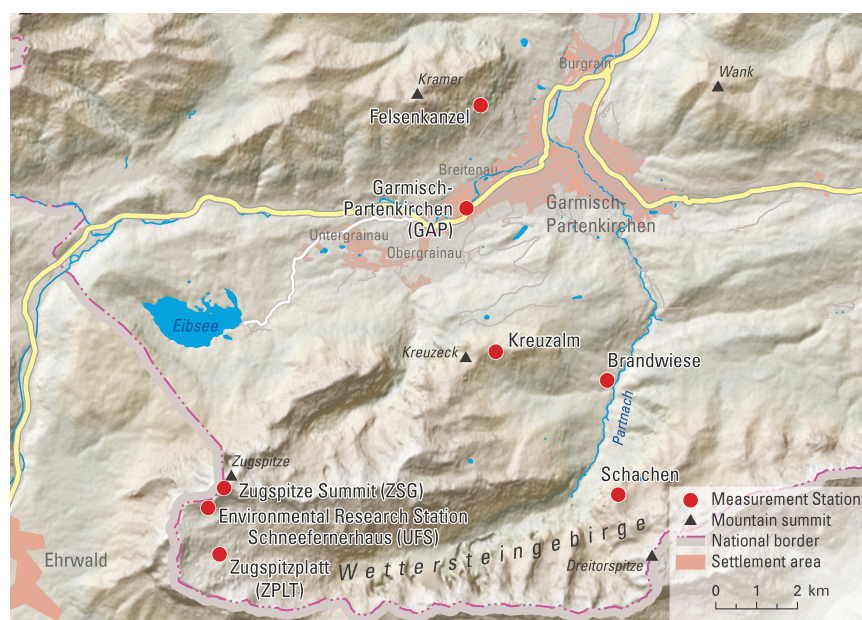 Burgrain
Kramer
Wank
Felsenkanzel
Breitenau
Garmisch-
Partenkirchen
(GAP)
Garmisch-
Partenkirchen
Untergrainau
Obergrainau
Eibsee
Kreuzeck
Kreuzalm
Brandwiese
Partnach
Zugspitze
Zugspitze Summit (ZSG)
Schachen
Environmental Research Station
Schneefernerhaus (UFS)
Wettersteingebirge
Ehrwald
Zugspitzplatt
(ZPLT)
Dreitorspitze
Measurement Station
Mountain summit
National border
Settlement area
0 1 2 km